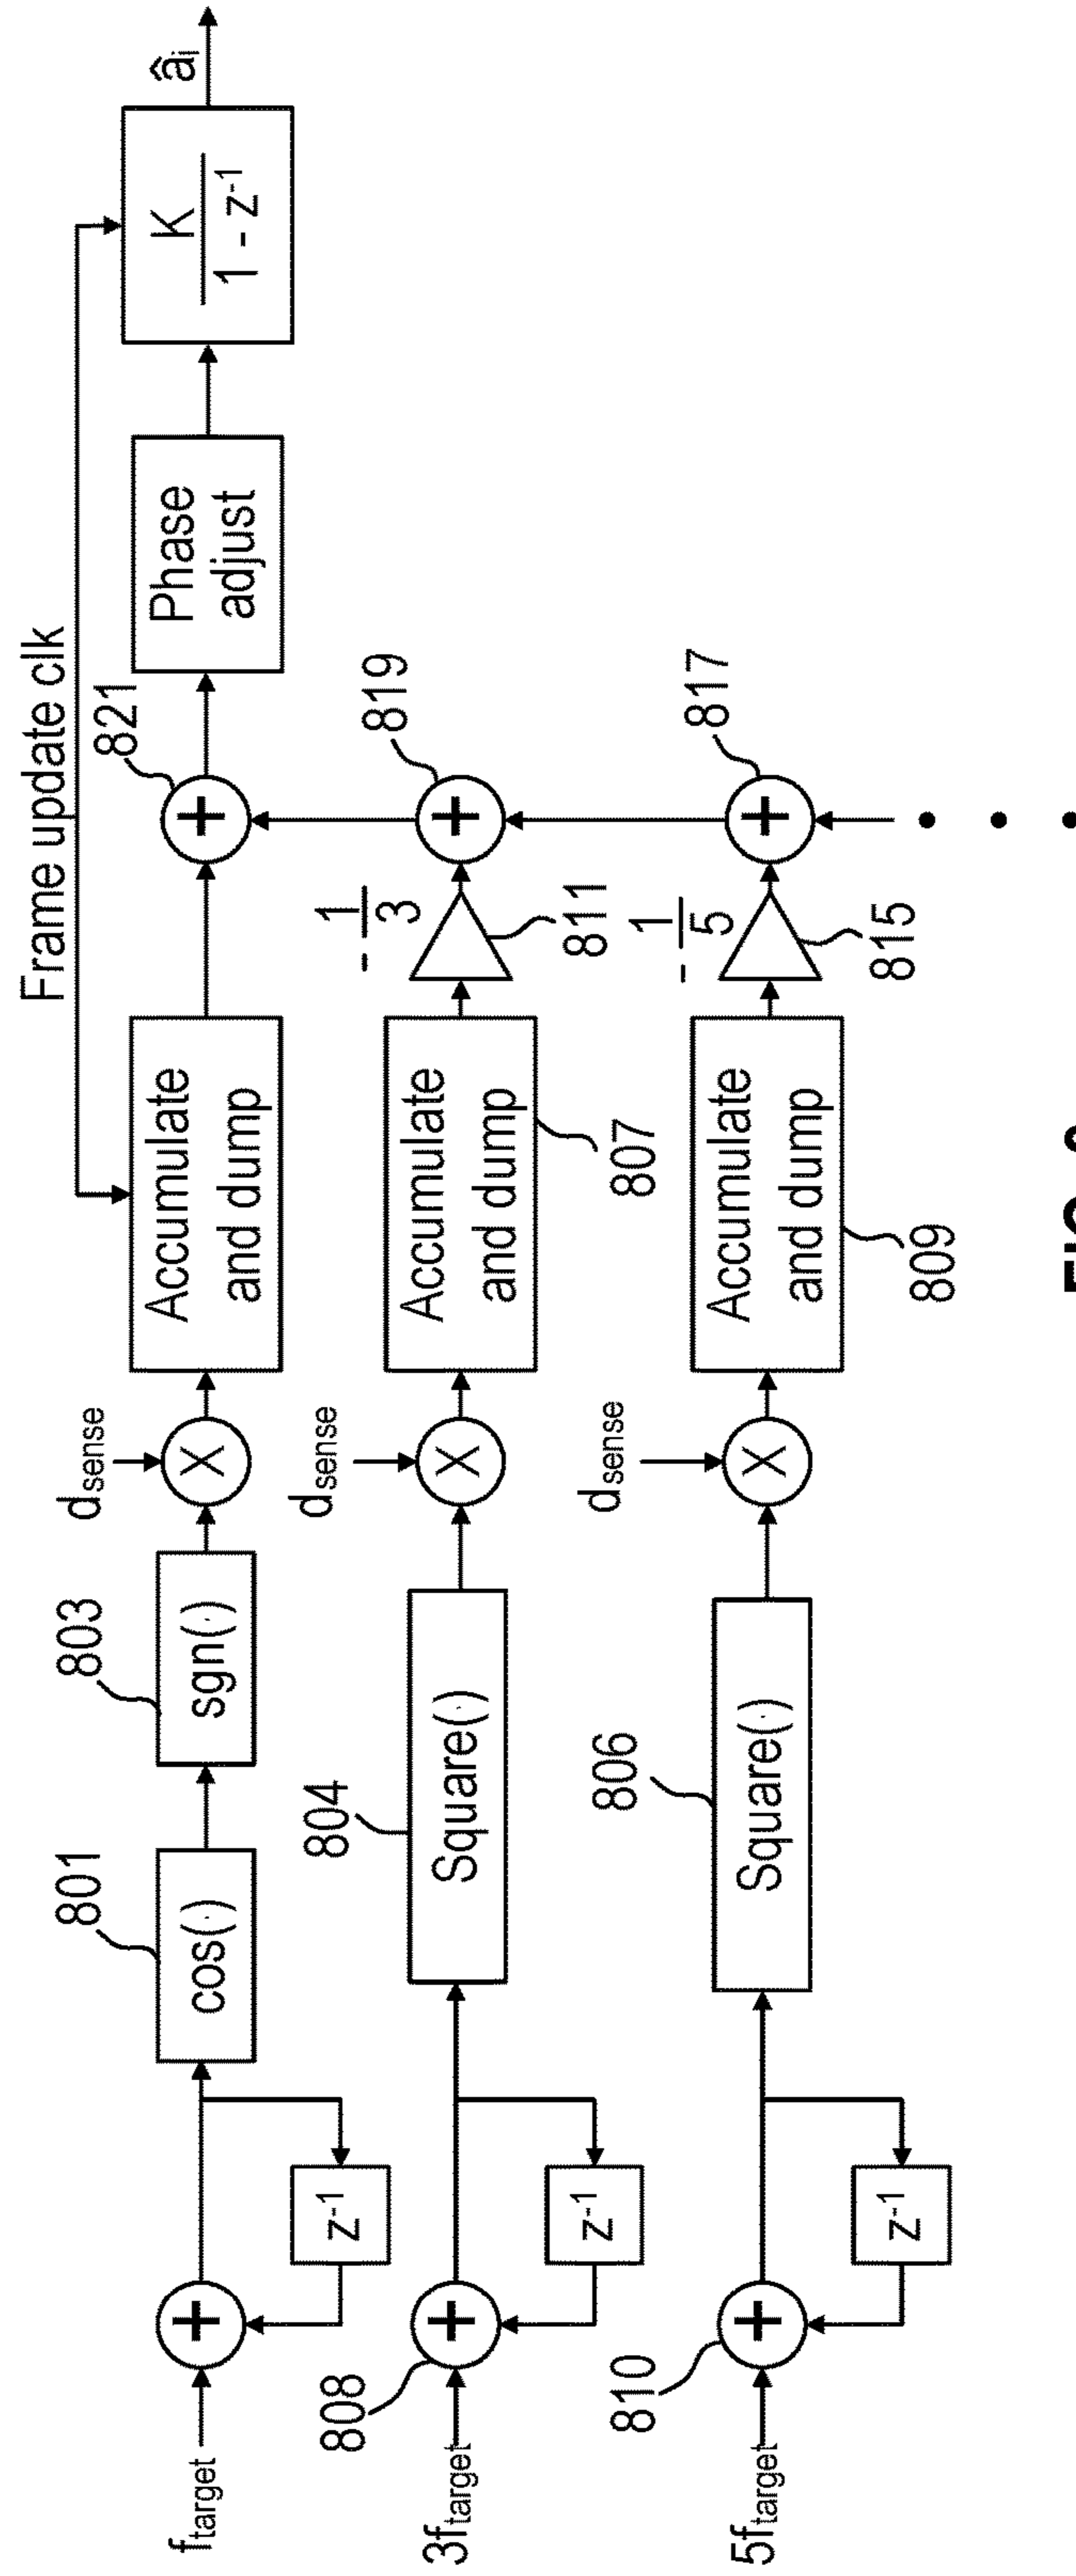 Frame update clk
f_target
+
z⁻¹
801
cos(·)
803
sgn(·)
d_sense
X
Accumulate
and dump
821
+
Phase
adjust
K
1 - z⁻¹
â_i
3f_target
808
+
z⁻¹
804
Square(·)
d_sense
X
Accumulate
and dump
807
- 1
3
811
819
+
5f_target
810
+
z⁻¹
806
Square(·)
d_sense
X
Accumulate
and dump
809
- 1
5
815
817
+
FIG.